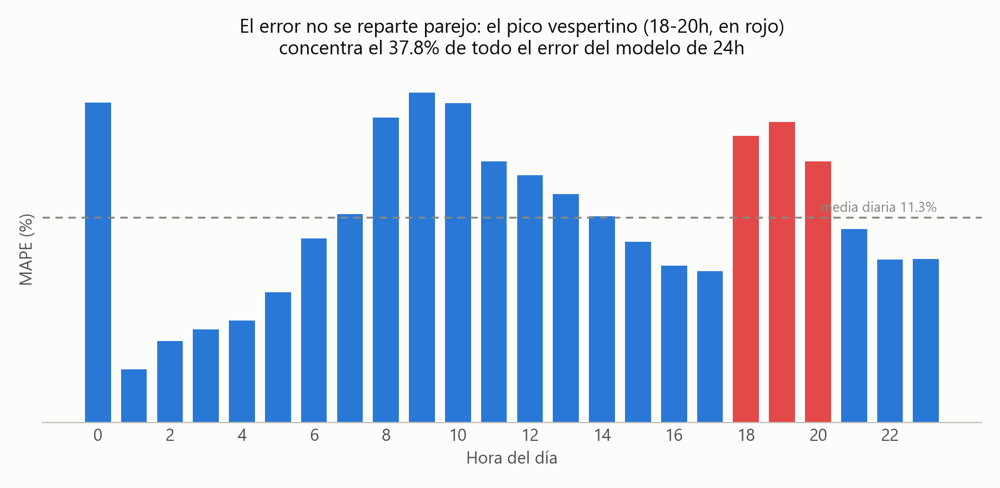 El error no se reparte parejo: el pico vespertino (18-20h, en rojo)
concentra el 37.8% de todo el error del modelo de 24h
MAPE (%)
media diaria 11.3%
0 2 4 6 8 10 12 14 16 18 20 22
Hora del día